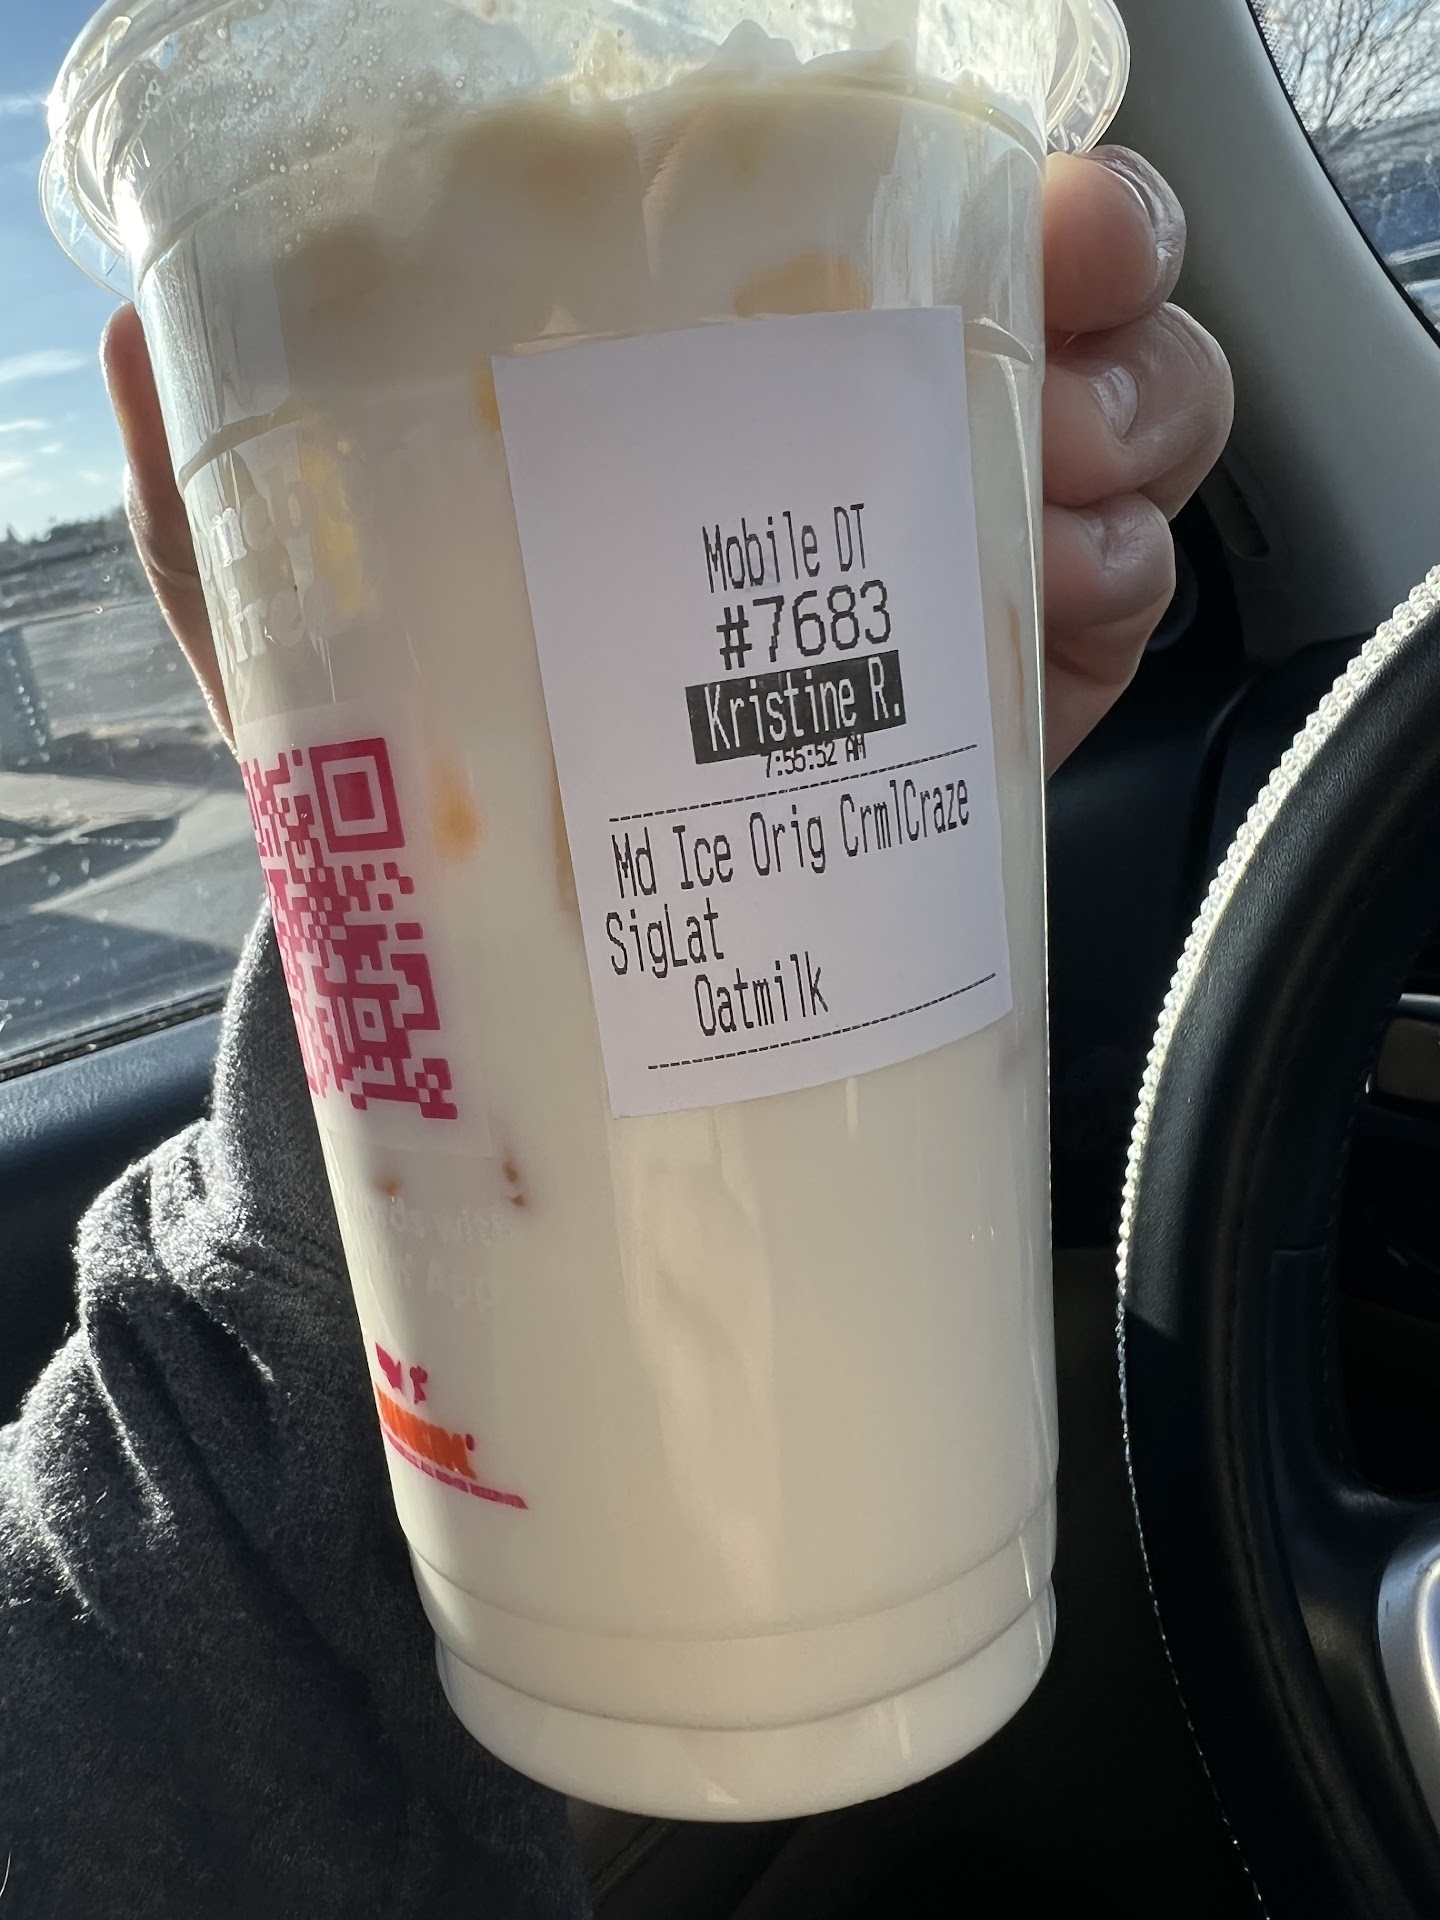 Mobile DT
#7683
Kristine R.
7:55:52 AM
Md Ice Orig CrmlCraze
SigLat
Oatmilk